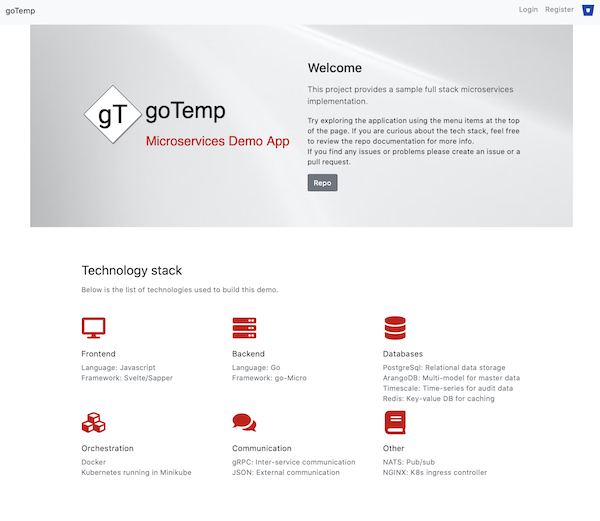 goTemp
Login Register
gT goTemp
Microservices Demo App
Welcome
This project provides a sample full stack microservices
implementation.
Try exploring the application using the menu items at the top
of the page. If you are curious about the tech stack, feel free
to review the repo documentation for more info.
If you find any issues or problems please create an issue or a
pull request.
Repo
Technology stack
Below is the list of technologies used to build this demo.
Frontend
Language: Javascript
Framework: Svelte/Sapper
Backend
Language: Go
Framework: go-Micro
Databases
PostgreSql: Relational data storage
ArangoDB: Multi-model for master data
Timescale: Time-series for audit data
Redis: Key-value DB for caching
Orchestration
Docker
Kubernetes running in Minikube
Communication
gRPC: Inter-service communication
JSON: External communication
Other
NATS: Pub/sub
NGINX: K8s ingress controller